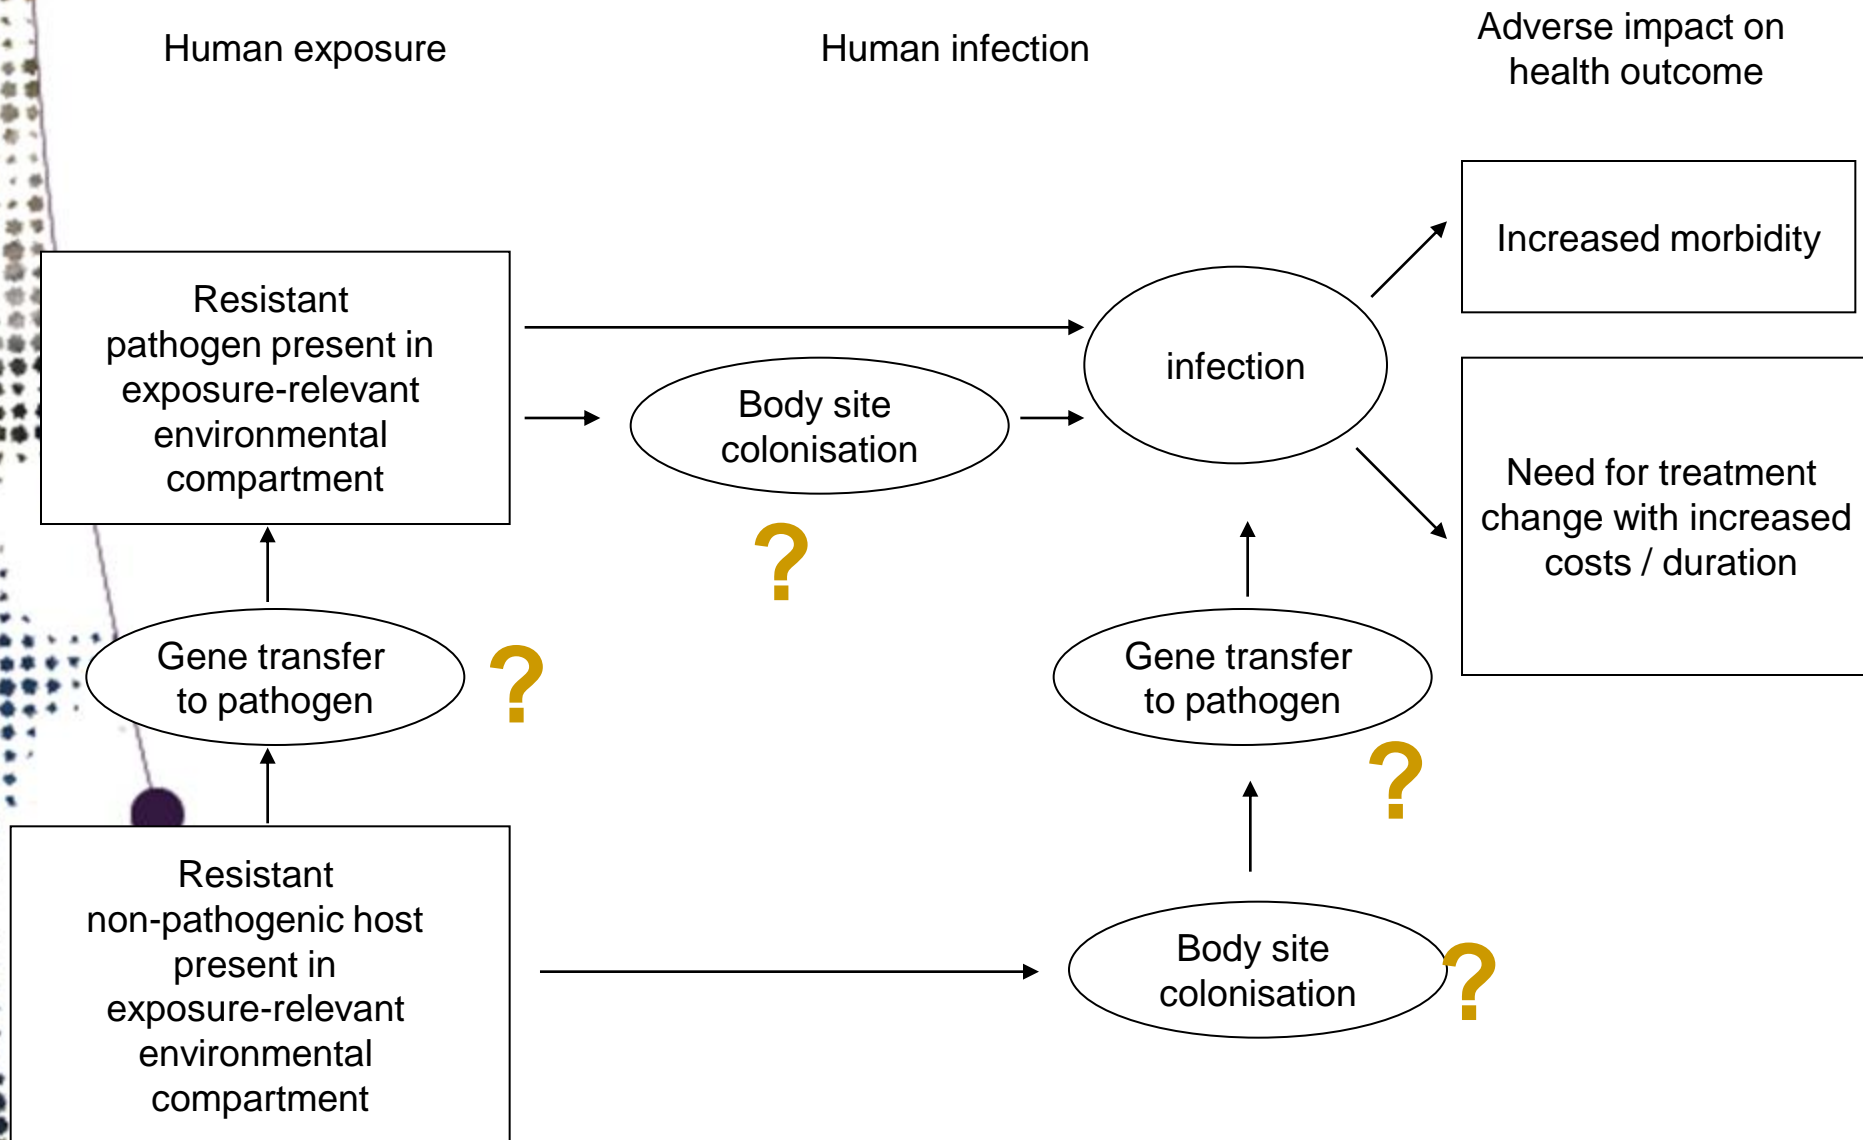 Human exposure
Human infection
Adverse impact on
health outcome
Increased morbidity
Resistant
pathogen present in
exposure-relevant
environmental
compartment
Body site
colonisation
?
infection
Need for treatment
change with increased
costs / duration
Gene transfer
to pathogen
?
Gene transfer
to pathogen
?
Resistant
non-pathogenic host
present in
exposure-relevant
environmental
compartment
Body site
colonisation
?